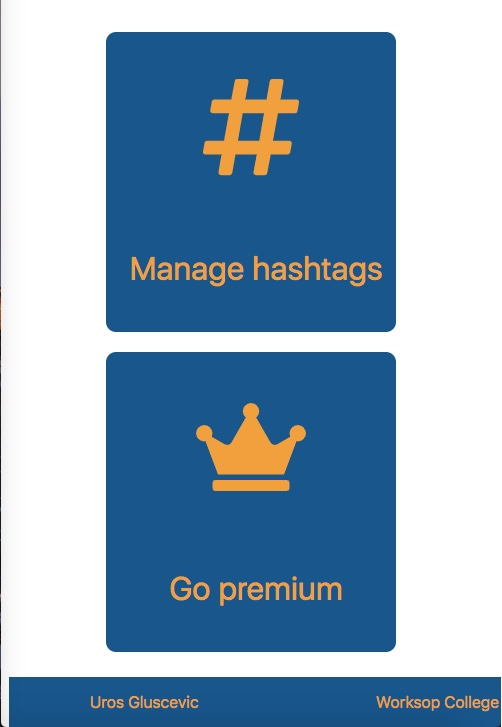 #
Manage hashtags
Go premium
Uros Gluscevic Worksop College